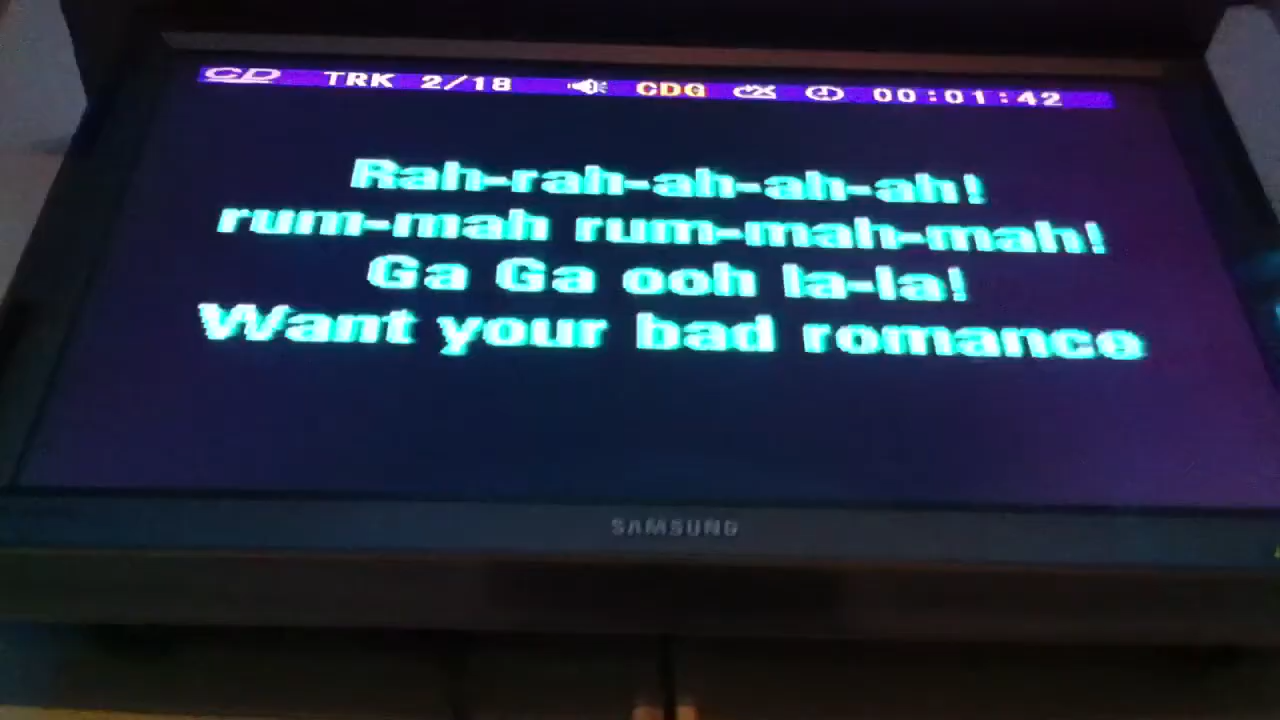 CD TRK 2/18 CDG 00:01:42
Rah-rah-ah-ah-ah!
rum-mah rum-mah-mah!
Ga Ga ooh la-la!
Want your bad romance
SAMSUNG